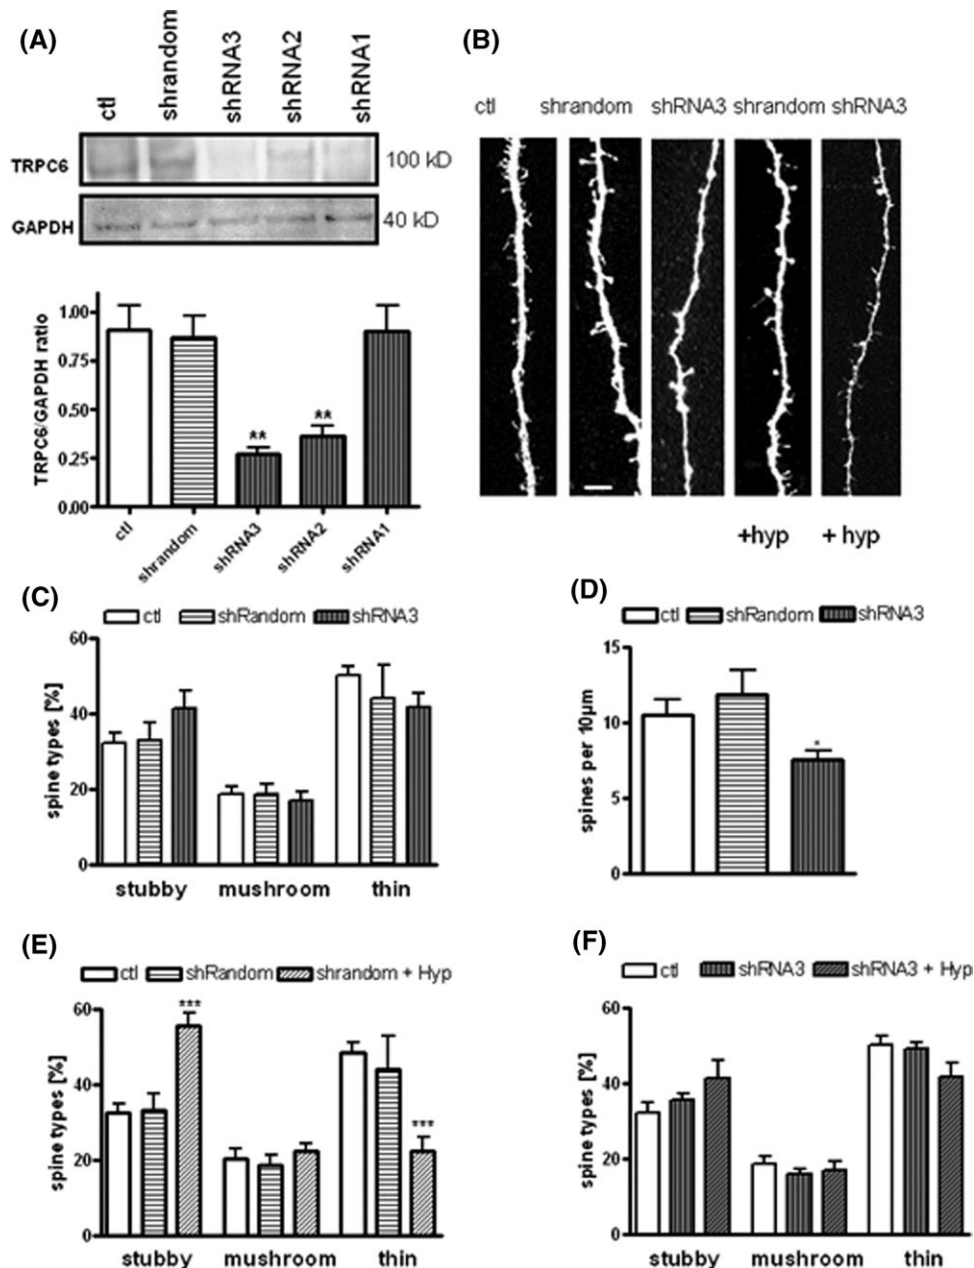 (A)
ctl shrandom shRNA3 shRNA2 shRNA1
TRPC6 100 kD
GAPDH 40 kD
TRPC6/GAPDH ratio
1.00
0.75
0.50
0.25
0.00
** **
ctl shrandom shRNA3 shRNA2 shRNA1
(B)
ctl shrandom shRNA3 shrandom shRNA3
+hyp + hyp
(C)
ctl shRandom shRNA3
spine types [%]
60
40
20
0
stubby mushroom thin
(D)
ctl shRandom shRNA3
spines per 10µm
15
10
5
0
*
(E)
ctl shRandom shrandom + Hyp
spine types [%]
60
40
20
0
*** ***
stubby mushroom thin
(F)
ctl shRNA3 shRNA3 + Hyp
spine types [%]
60
40
20
0
stubby mushroom thin